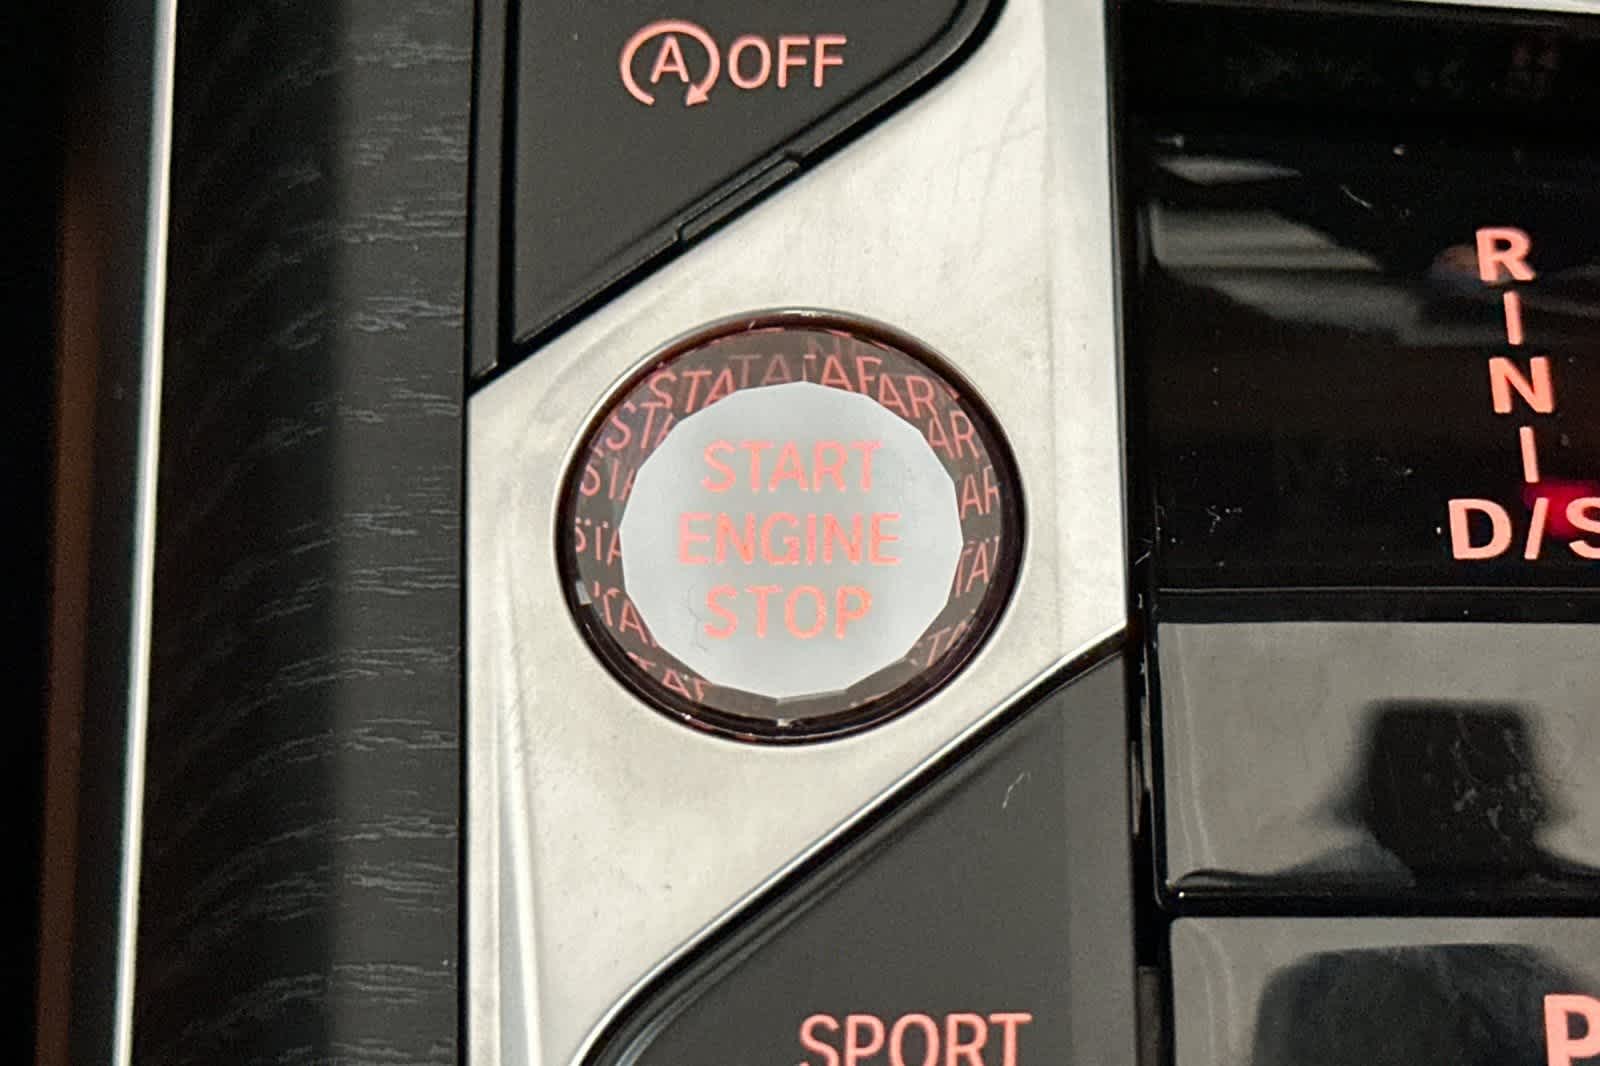 A OFF
START
ENGINE
STOP
R
N
D/S
SPORT
P